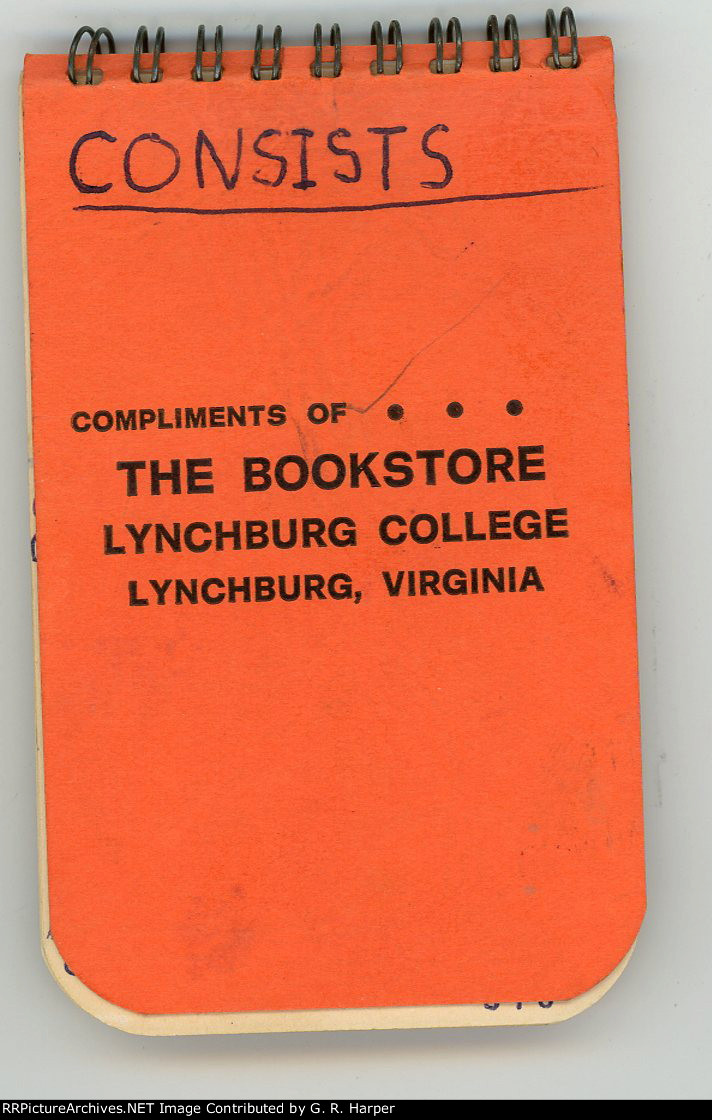 CONSISTS
COMPLIMENTS OF • • •
THE BOOKSTORE
LYNCHBURG COLLEGE
LYNCHBURG, VIRGINIA
RRPictureArchives.NET Image Contributed by G. R. Harper